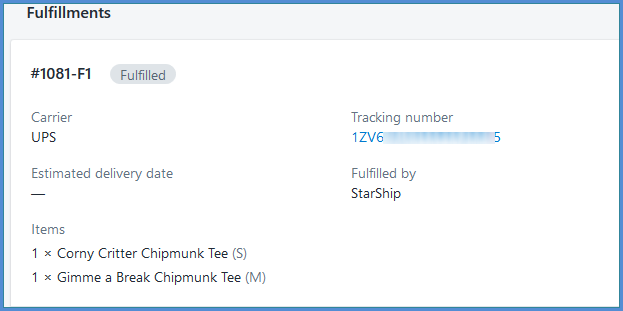 Fulfillments
#1081-F1 Fulfilled
Carrier Tracking number
UPS 1ZV6 5
Estimated delivery date Fulfilled by
— StarShip
Items
1 × Corny Critter Chipmunk Tee (S)
1 × Gimme a Break Chipmunk Tee (M)